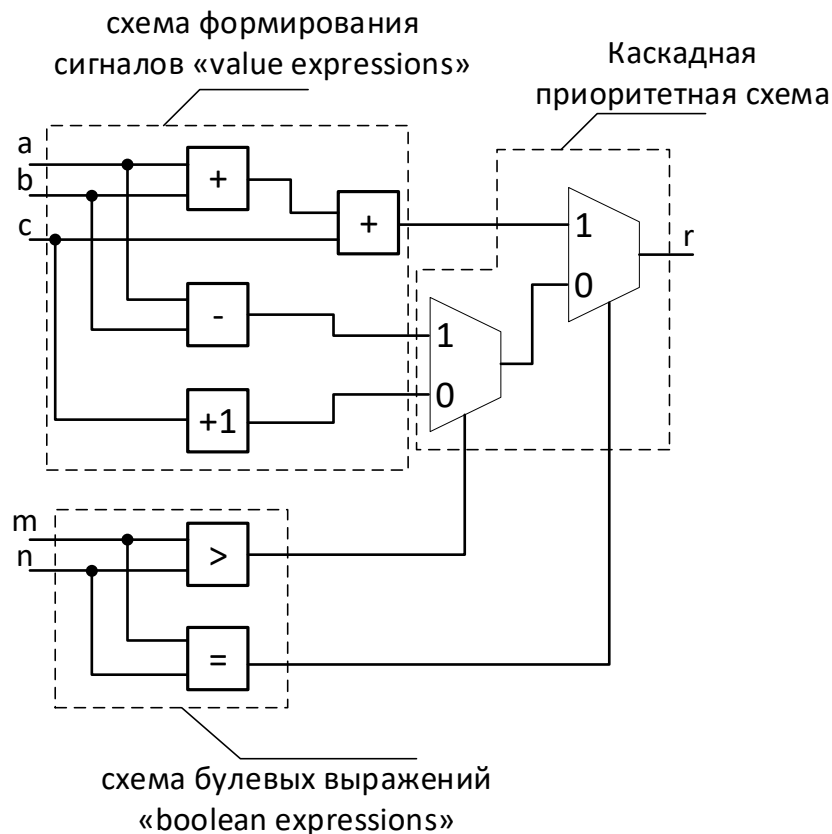 схема формирования
сигналов «value expressions»
Каскадная
приоритетная схема
a
b
c
+
+
-
+1
1
0
1
0
r
m
n
>
=
схема булевых выражений
«boolean expressions»